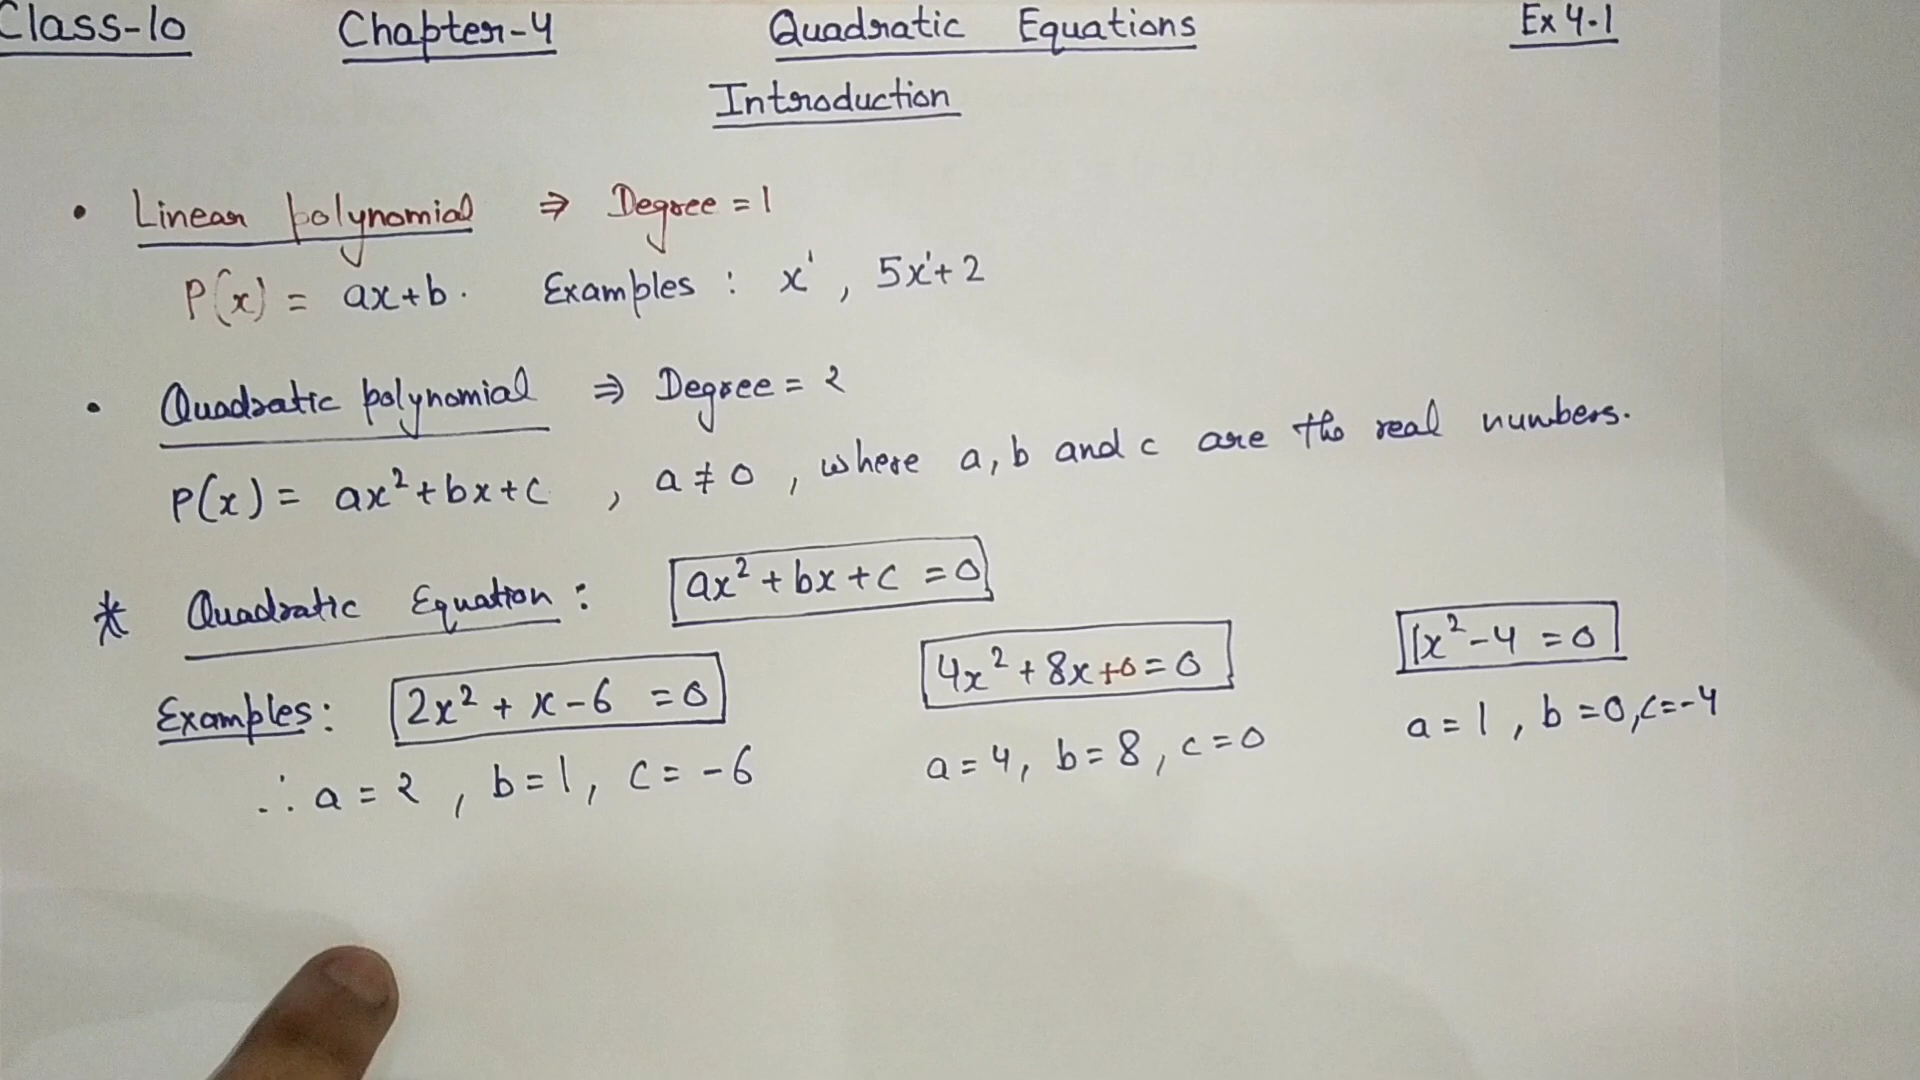 Class-10 Chapter-4 Quadratic Equations Ex 4.1
Introduction
• Linear polynomial ⇒ Degree = 1
P(x) = ax+b. Examples : x¹, 5x¹+2
• Quadratic polynomial ⇒ Degree = 2
P(x) = ax²+bx+c , a ≠ 0 , where a, b and c are the real numbers.
* Quadratic Equation : ax²+bx+c =0
Examples: 2x² + x-6 =0 4x²+8x+0=0 1x²-4 =0
∴ a = 2 , b=1, c = -6 a=4, b=8, c=0 a=1, b=0, c=-4